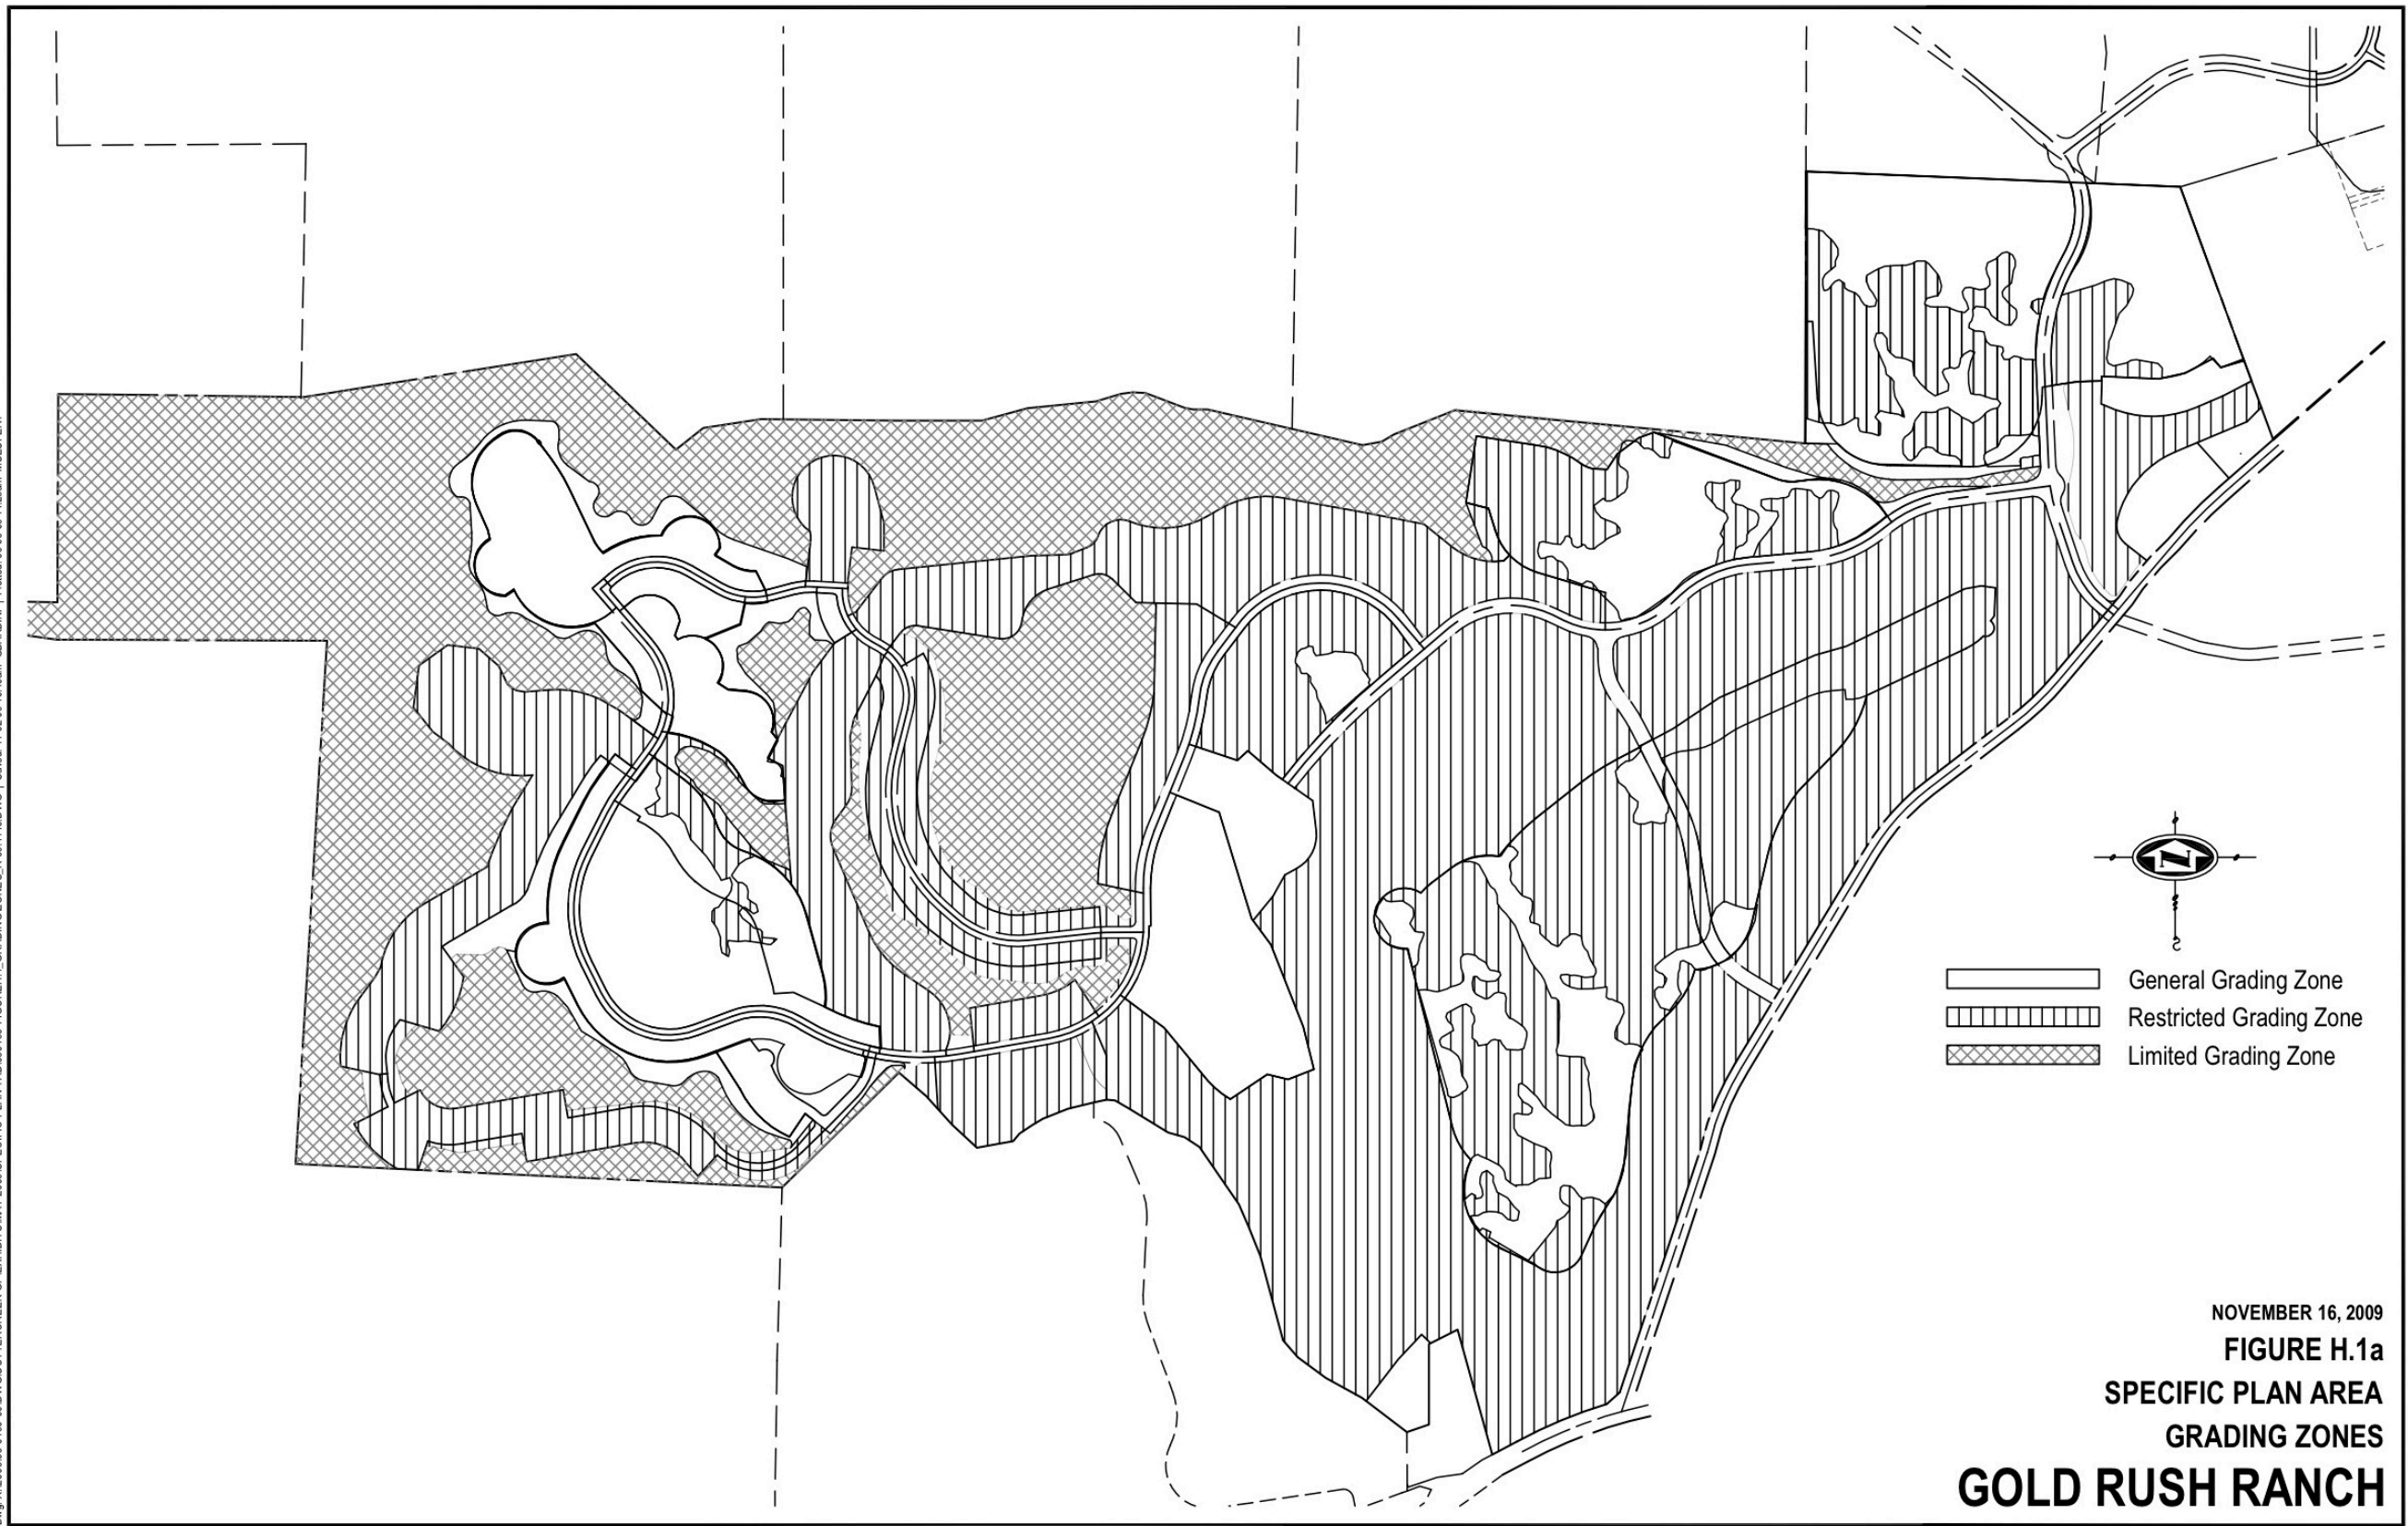 N
General Grading Zone
Restricted Grading Zone
Limited Grading Zone
NOVEMBER 16, 2009
FIGURE H.1a
SPECIFIC PLAN AREA
GRADING ZONES
GOLD RUSH RANCH